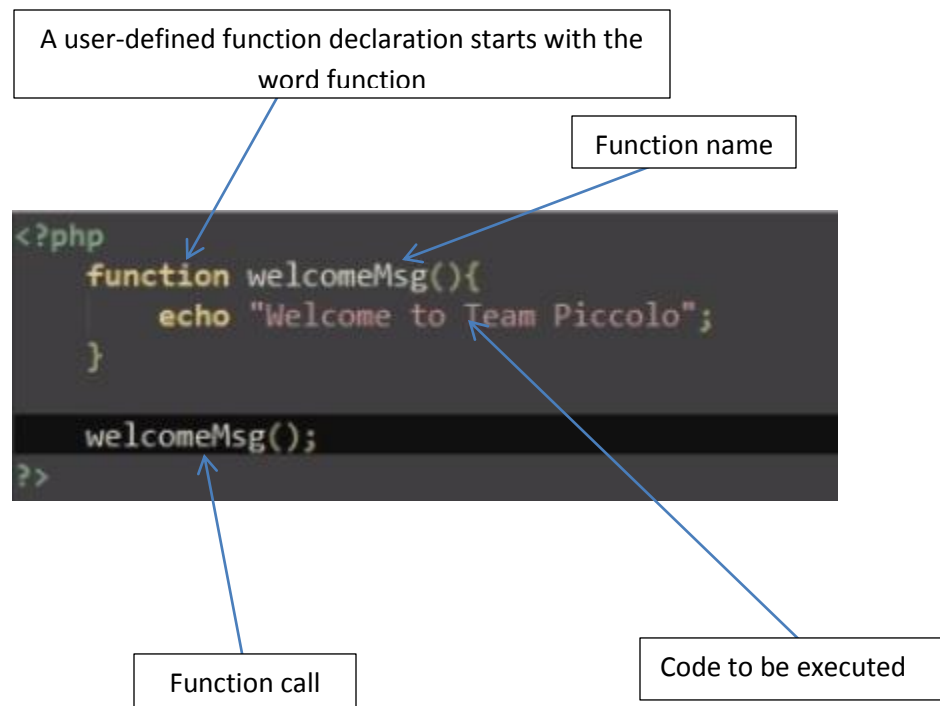 A user-defined function declaration starts with the
word function
Function name
<?php
function welcomeMsg(){
echo "Welcome to Team Piccolo";
}
welcomeMsg();
?>
Function call
Code to be executed